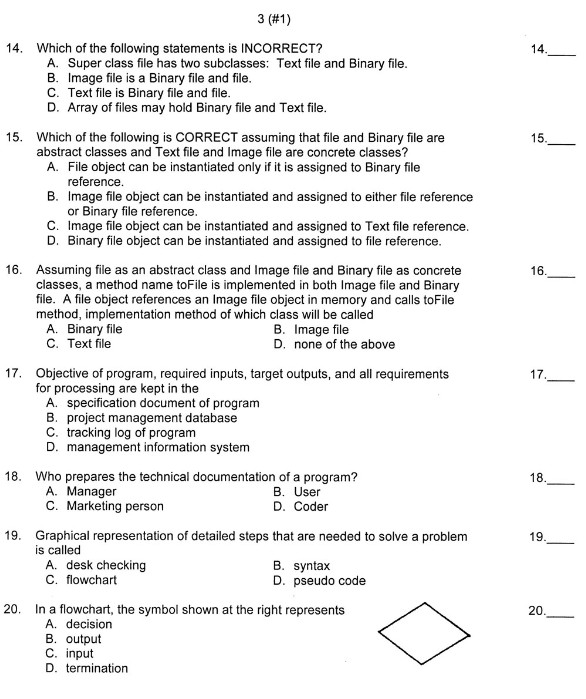 3 (#1)
14. Which of the following statements is INCORRECT? 14.____
A. Super class file has two subclasses: Text file and Binary file.
B. Image file is a Binary file and file.
C. Text file is Binary file and file.
D. Array of files may hold Binary file and Text file.
15. Which of the following is CORRECT assuming that file and Binary file are 15.____
abstract classes and Text file and Image file are concrete classes?
A. File object can be instantiated only if it is assigned to Binary file
reference.
B. Image file object can be instantiated and assigned to either file reference
or Binary file reference.
C. Image file object can be instantiated and assigned to Text file reference.
D. Binary file object can be instantiated and assigned to file reference.
16. Assuming file as an abstract class and Image file and Binary file as concrete 16.____
classes, a method name toFile is implemented in both Image file and Binary
file. A file object references an Image file object in memory and calls toFile
method, implementation method of which class will be called
A. Binary file B. Image file
C. Text file D. none of the above
17. Objective of program, required inputs, target outputs, and all requirements 17.____
for processing are kept in the
A. specification document of program
B. project management database
C. tracking log of program
D. management information system
18. Who prepares the technical documentation of a program? 18.____
A. Manager B. User
C. Marketing person D. Coder
19. Graphical representation of detailed steps that are needed to solve a problem 19.____
is called
A. desk checking B. syntax
C. flowchart D. pseudo code
20. In a flowchart, the symbol shown at the right represents 20.____
A. decision
B. output
C. input
D. termination